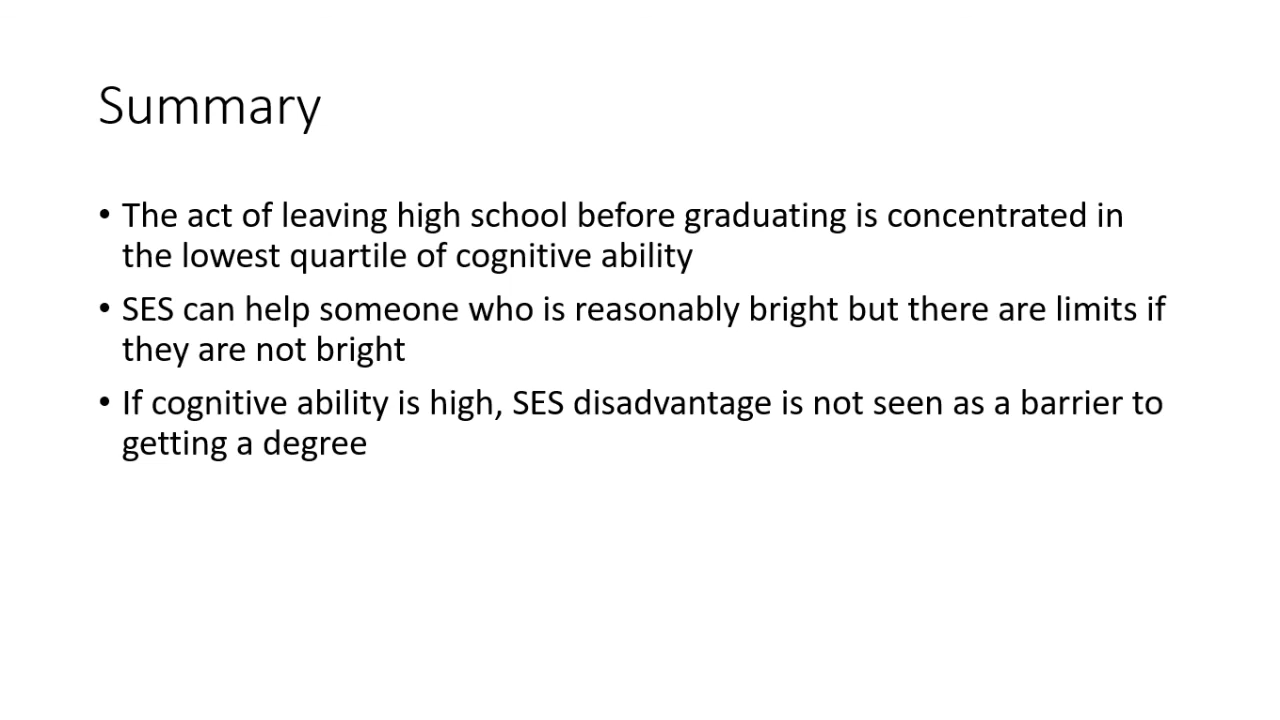 Summary
• The act of leaving high school before graduating is concentrated in
the lowest quartile of cognitive ability
• SES can help someone who is reasonably bright but there are limits if
they are not bright
• If cognitive ability is high, SES disadvantage is not seen as a barrier to
getting a degree